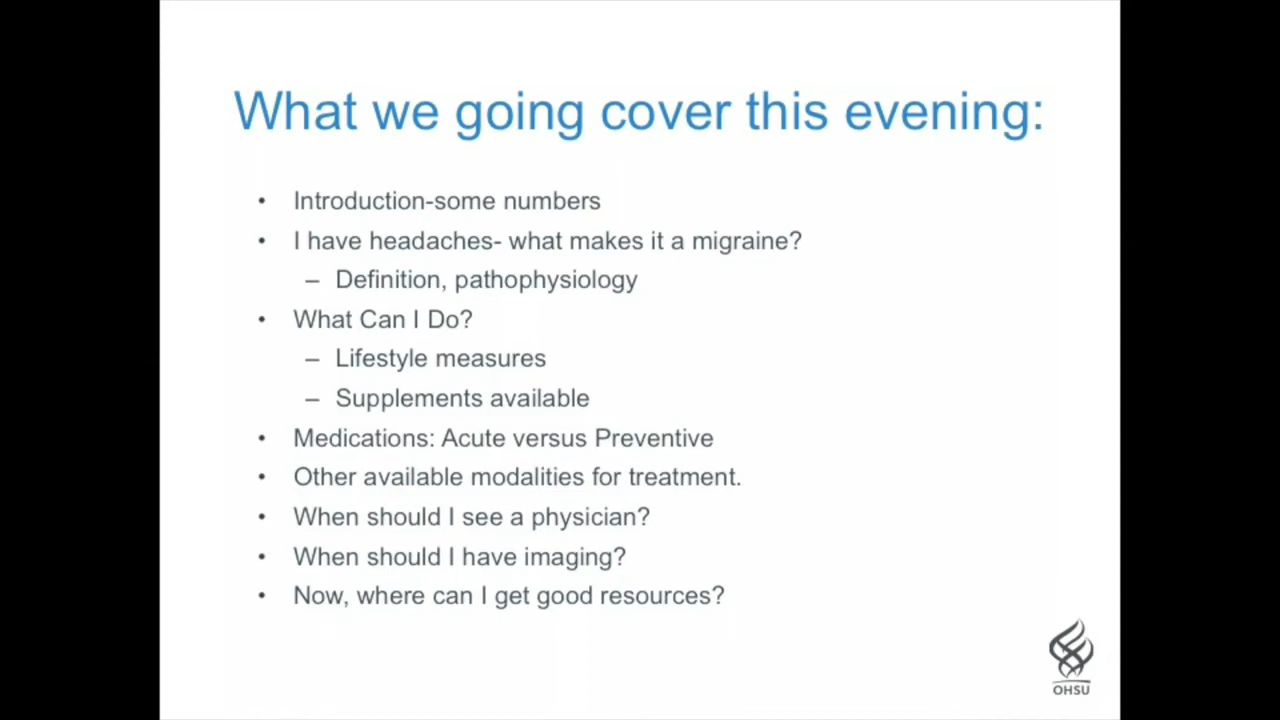 What we going cover this evening:
• Introduction-some numbers
• I have headaches- what makes it a migraine?
– Definition, pathophysiology
• What Can I Do?
– Lifestyle measures
– Supplements available
• Medications: Acute versus Preventive
• Other available modalities for treatment.
• When should I see a physician?
• When should I have imaging?
• Now, where can I get good resources?
OHSU